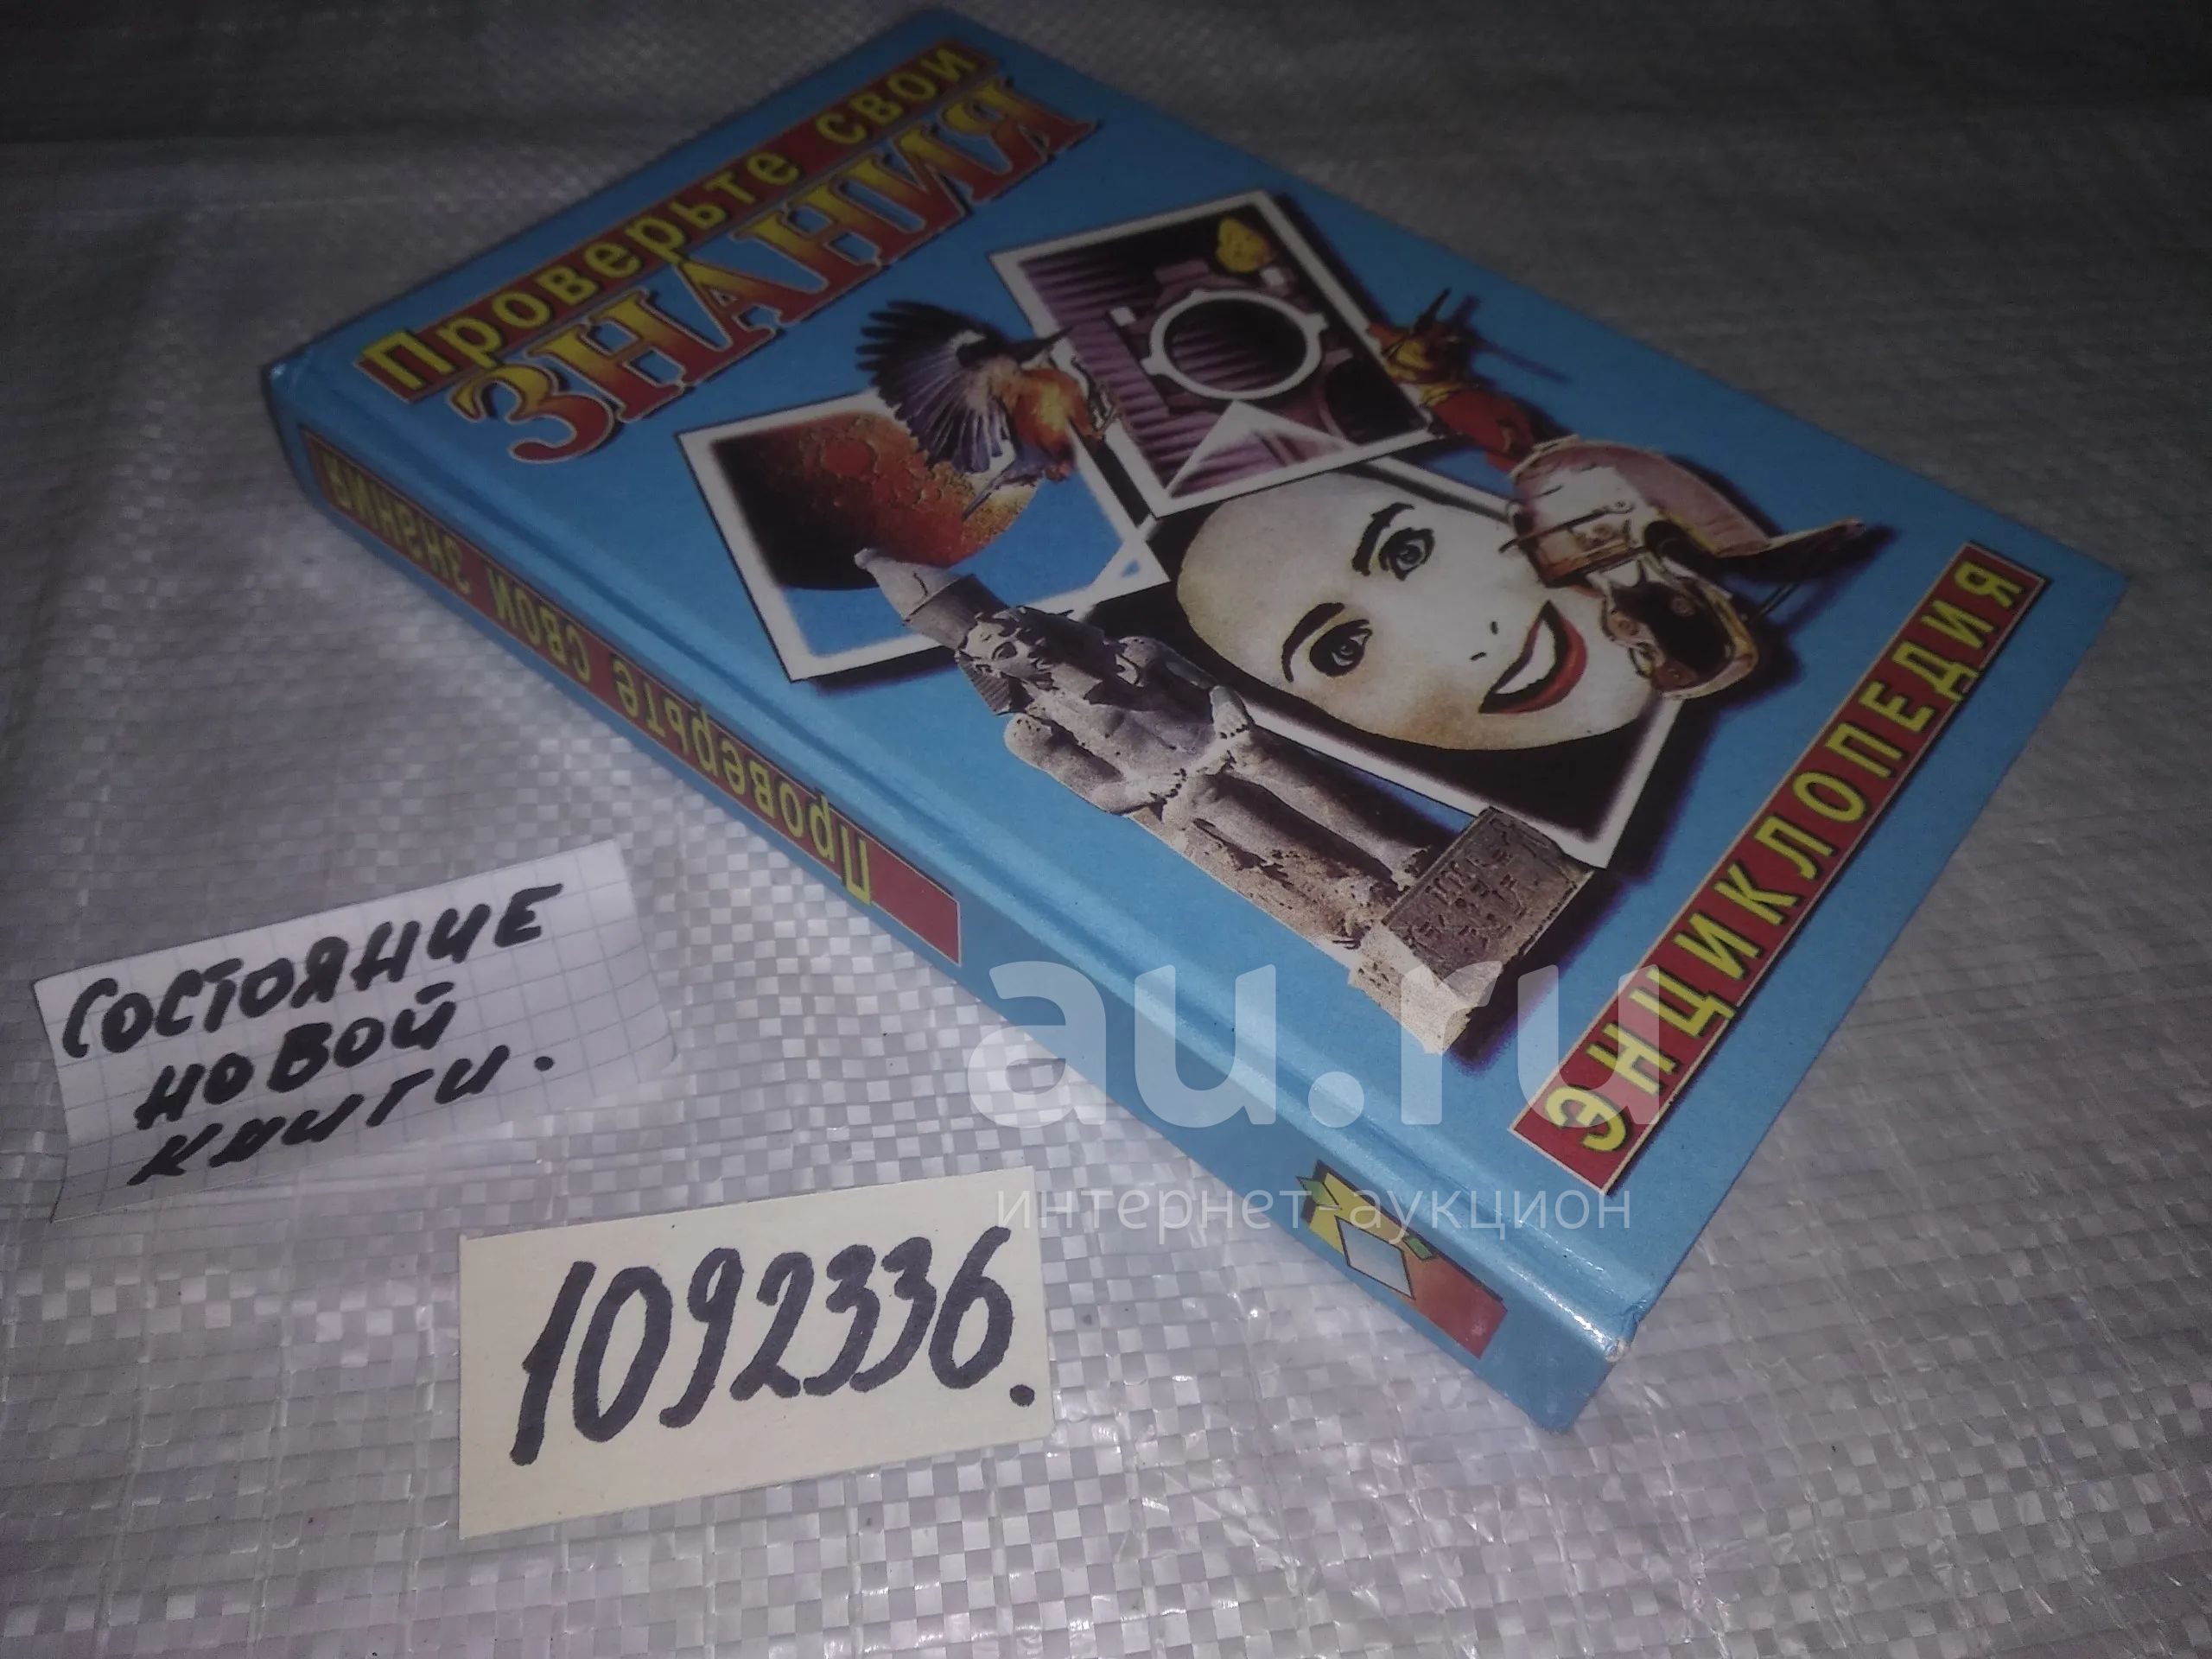 Проверьте свои
ЗНАНИЯ
ЭНЦИКЛОПЕДИЯ
Проверьте свои знания
СОСТОЯНИЕ
НОВОЙ
КНИГИ.
1092336.
au.ru
интернет-аукцион